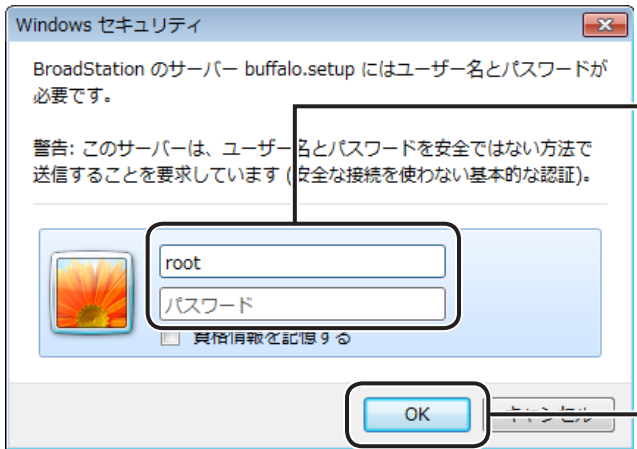 Windows セキュリティ
BroadStation のサーバー buffalo.setup にはユーザー名とパスワードが
必要です。
警告: このサーバーは、ユーザー名とパスワードを安全ではない方法で
送信することを要求しています (安全な接続を使わない基本的な認証)。
root
パスワード
資格情報を記憶する
OK
キャンセル